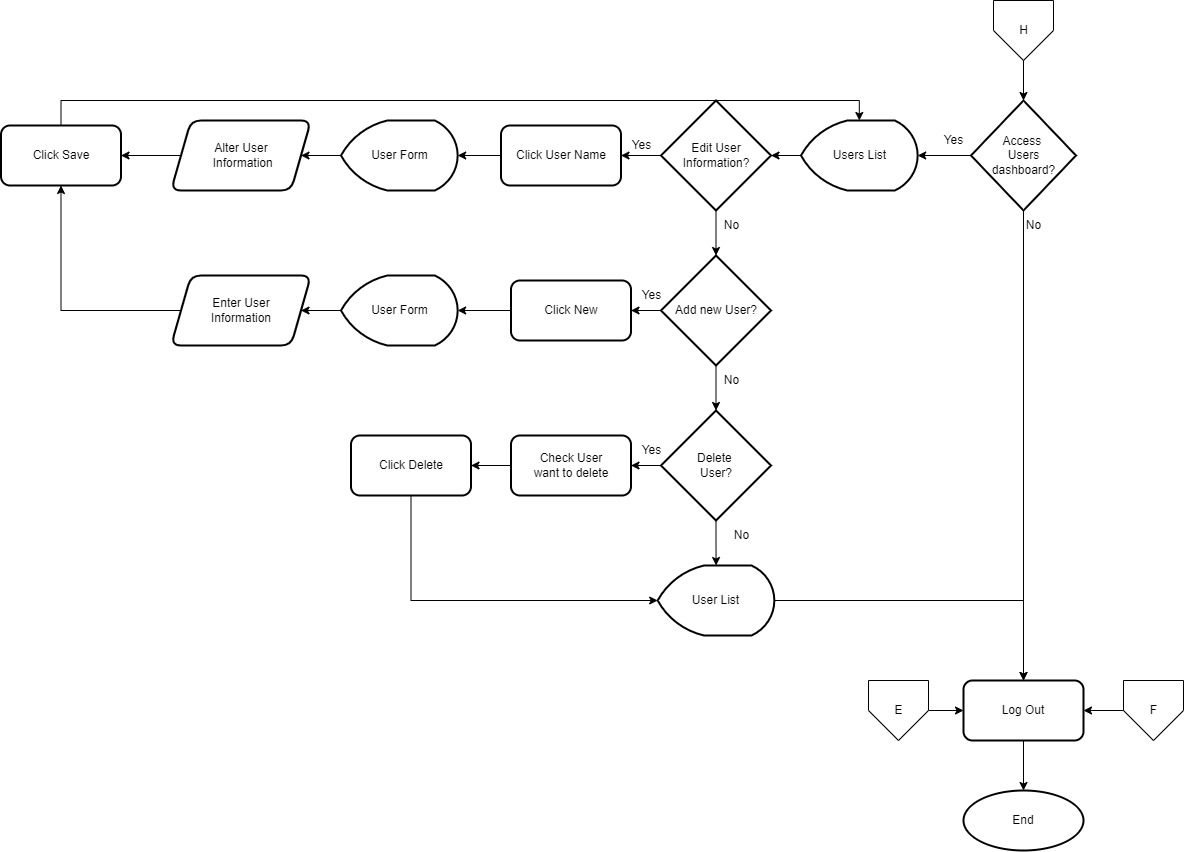 H
Access
Users
dashboard?
Yes
Users List
Edit User
Information?
Yes
Click User Name
User Form
Alter User
Information
Click Save
No
No
Add new User?
Yes
Click New
User Form
Enter User
Information
No
Delete
User?
Yes
Check User
want to delete
Click Delete
No
User List
E
Log Out
F
End